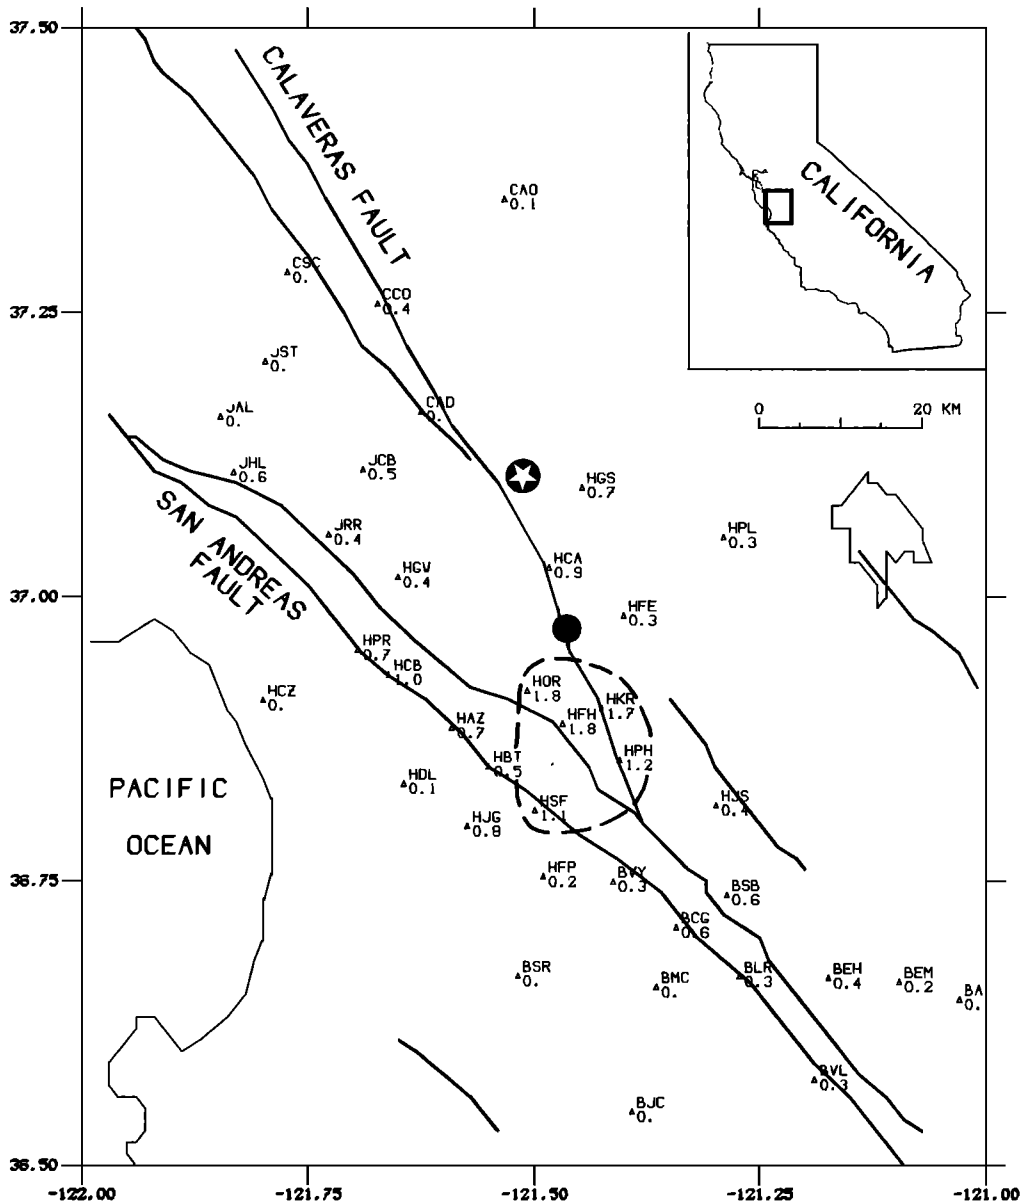 37.50
CALAVERAS FAULT
CALIFORNIA
CAO
0.1
CSC
0.
CCO
0.4
37.25
JST
0.
JAL
0.
CAD
0.
0 20 KM
JHL
0.6
JCB
0.5
HGS
0.7
SAN ANDREAS
FAULT
JRR
0.4
HPL
0.3
HGW
0.4
HCA
0.9
37.00
HFE
0.3
HPR
0.7
HCB
1.0
HCZ
0.
HOR
1.8
HKR
1.7
HAZ
0.7
HFH
1.8
HBT
0.5
HPH
1.2
HDL
0.1
PACIFIC
OCEAN
HJG
0.8
HSF
1.1
HJS
0.4
36.75
HFP
0.2
BVY
0.3
BSB
0.6
BCG
0.6
BSR
0.
BMC
0.
BLR
0.3
BEH
0.4
BEM
0.2
BA
0.
BVL
0.3
BJC
0.
36.50
-122.00 -121.75 -121.50 -121.25 -121.00